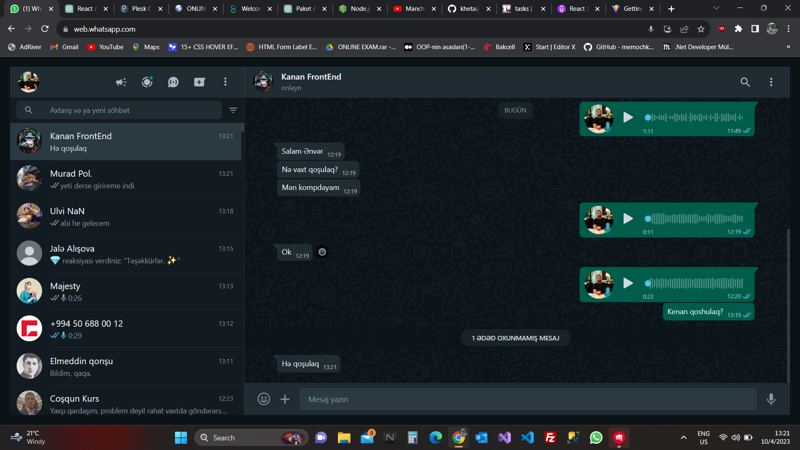 (1) Wh
React A
Plesk O
ONLIN
Welcom
Paket A
Node.js
Manch
khetai/
tasks |
React (
Gettin
web.whatsapp.com
AdRiver
Gmail
YouTube
Maps
15+ CSS HOVER EF...
HTML Form Label E...
ONLINE EXAM.rar -...
OOP-nin əsasları(1-...
Bakcell
Start | Editor X
GitHub - memochk...
.Net Developer Mül...
»
Axtarış və ya yeni söhbət
Kanan FrontEnd
13:21
Hə qoşulaq
Murad Pol.
13:21
yeti derse girireme indi
Ulvi NaN
13:18
abi he gelecem
Jalə Alışova
13:15
reaksiyası verdiniz: "Təşəkkürlər. ✨"
Majesty
13:13
0:26
+994 50 688 00 12
13:12
0:29
Elmeddin qonşu
13:11
Bildim, qaqa.
Coşqun Kurs
12:23
Yaxşı qardaşım, problem deyil rahat vaxtda göndərərs...
Kanan FrontEnd
onlayn
BUGÜN
1:11
11:49
Salam Ənvər
12:19
Nə vaxt qoşulaq?
12:19
Mən kompdayam
12:19
0:11
12:19
Ok
12:19
0:23
12:20
Kenan qoshulaq?
13:19
1 ƏDƏD OXUNMAMIŞ MESAJ
Hə qoşulaq
13:21
Mesaj yazın
21°C
Windy
Search
ENG
US
13:21
10/4/2023